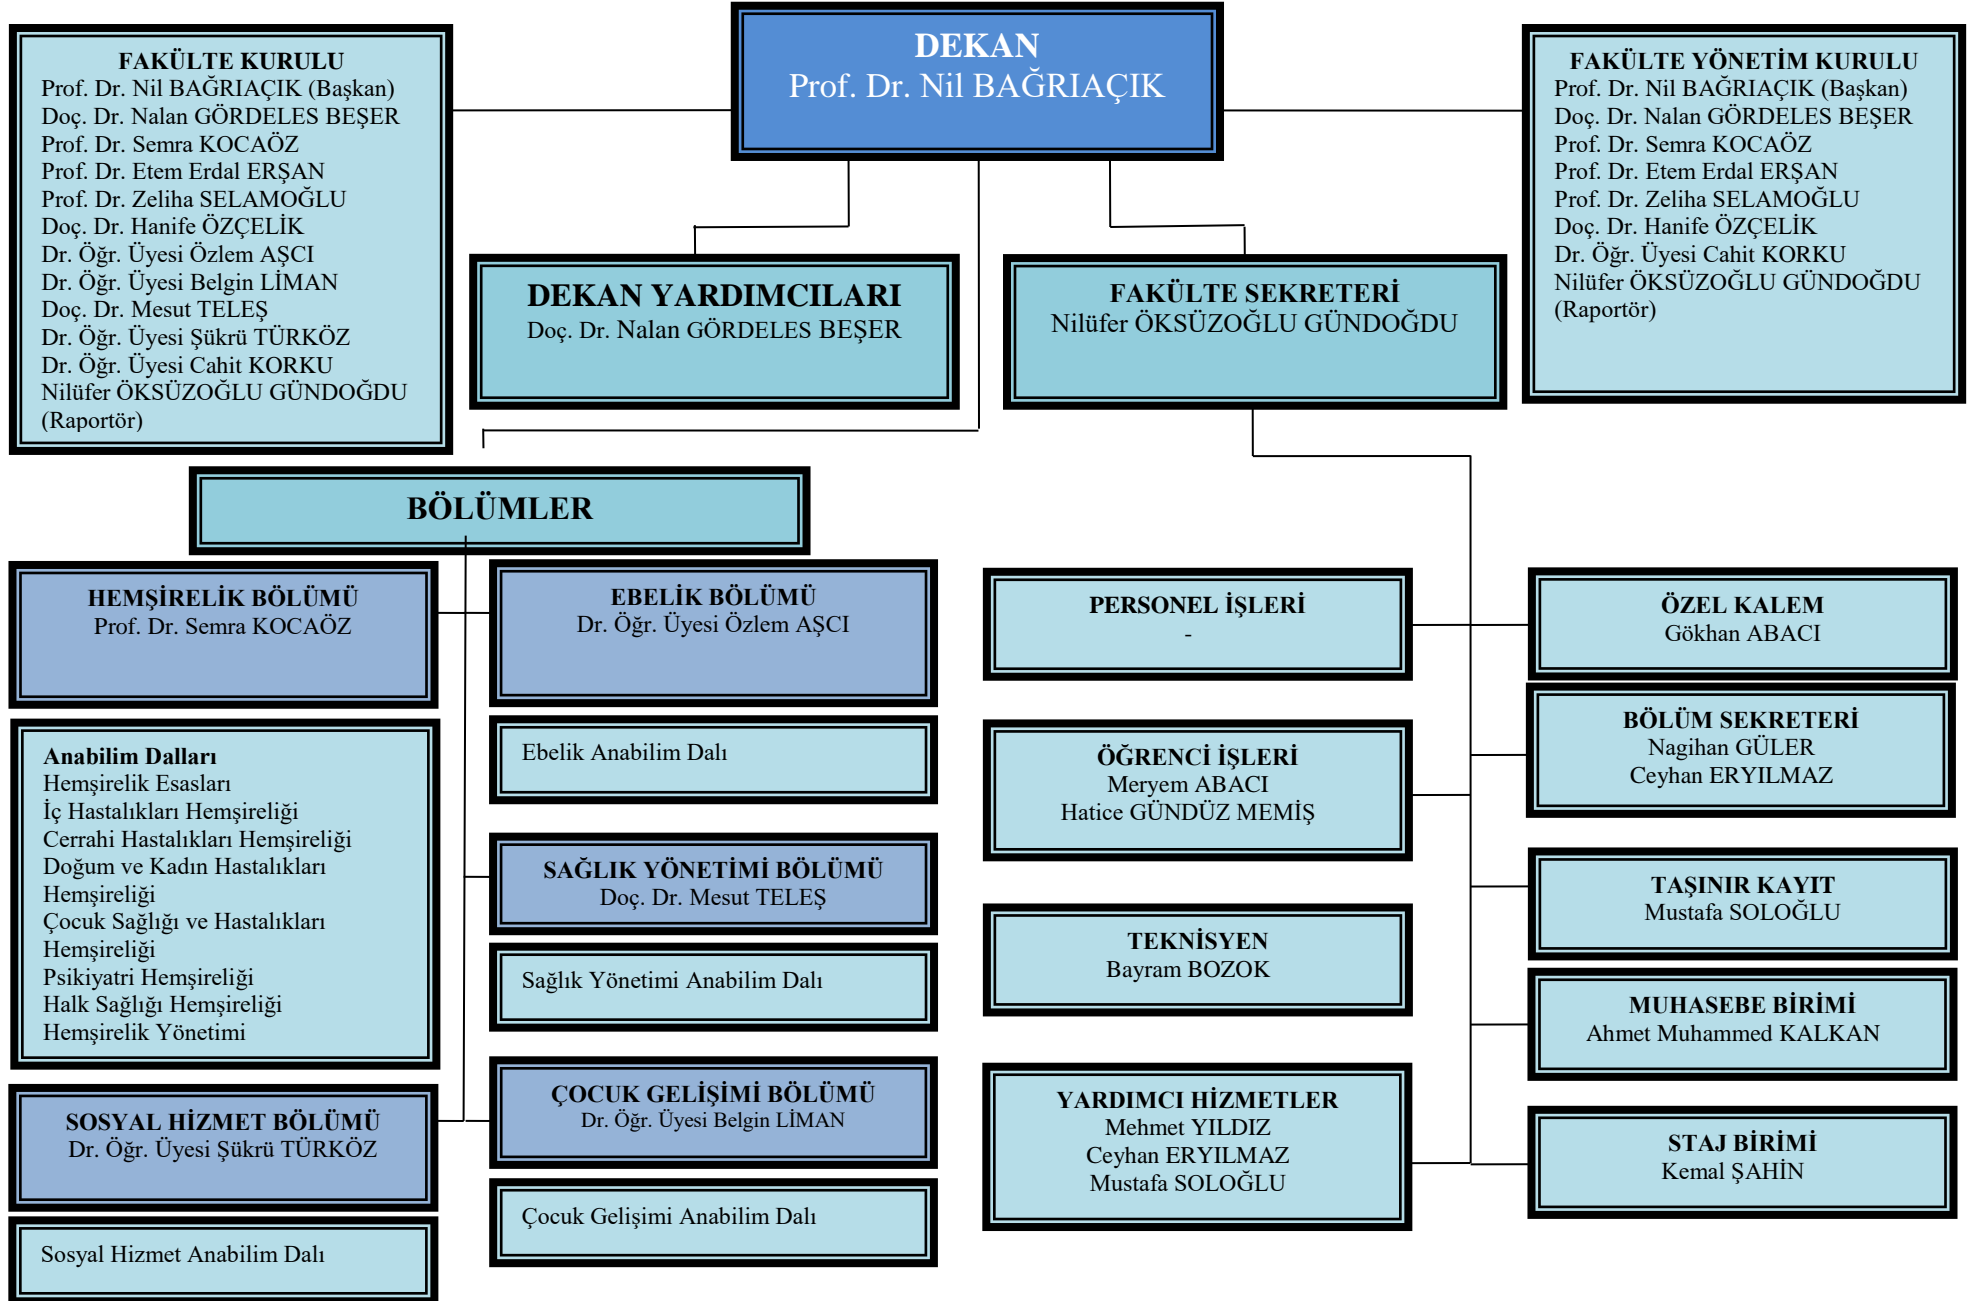 DEKAN
Prof. Dr. Nil BAĞRIAÇIK
FAKÜLTE KURULU
Prof. Dr. Nil BAĞRIAÇIK (Başkan)
Doç. Dr. Nalan GÖRDELES BEŞER
Prof. Dr. Semra KOCAÖZ
Prof. Dr. Etem Erdal ERŞAN
Prof. Dr. Zeliha SELAMOĞLU
Doç. Dr. Hanife ÖZÇELİK
Dr. Öğr. Üyesi Özlem AŞCI
Dr. Öğr. Üyesi Belgin LİMAN
Doç. Dr. Mesut TELEŞ
Dr. Öğr. Üyesi Şükrü TÜRKÖZ
Dr. Öğr. Üyesi Cahit KORKU
Nilüfer ÖKSÜZOĞLU GÜNDOĞDU
(Raportör)
FAKÜLTE YÖNETİM KURULU
Prof. Dr. Nil BAĞRIAÇIK (Başkan)
Doç. Dr. Nalan GÖRDELES BEŞER
Prof. Dr. Semra KOCAÖZ
Prof. Dr. Etem Erdal ERŞAN
Prof. Dr. Zeliha SELAMOĞLU
Doç. Dr. Hanife ÖZÇELİK
Dr. Öğr. Üyesi Cahit KORKU
Nilüfer ÖKSÜZOĞLU GÜNDOĞDU
(Raportör)
DEKAN YARDIMCILARI
Doç. Dr. Nalan GÖRDELES BEŞER
FAKÜLTE SEKRETERİ
Nilüfer ÖKSÜZOĞLU GÜNDOĞDU
BÖLÜMLER
HEMŞİRELİK BÖLÜMÜ
Prof. Dr. Semra KOCAÖZ
Anabilim Dalları
Hemşirelik Esasları
İç Hastalıkları Hemşireliği
Cerrahi Hastalıkları Hemşireliği
Doğum ve Kadın Hastalıkları
Hemşireliği
Çocuk Sağlığı ve Hastalıkları
Hemşireliği
Psikiyatri Hemşireliği
Halk Sağlığı Hemşireliği
Hemşirelik Yönetimi
SOSYAL HİZMET BÖLÜMÜ
Dr. Öğr. Üyesi Şükrü TÜRKÖZ
Sosyal Hizmet Anabilim Dalı
EBELİK BÖLÜMÜ
Dr. Öğr. Üyesi Özlem AŞCI
Ebelik Anabilim Dalı
SAĞLIK YÖNETİMİ BÖLÜMÜ
Doç. Dr. Mesut TELEŞ
Sağlık Yönetimi Anabilim Dalı
ÇOCUK GELİŞİMİ BÖLÜMÜ
Dr. Öğr. Üyesi Belgin LİMAN
Çocuk Gelişimi Anabilim Dalı
PERSONEL İŞLERİ
-
ÖĞRENCİ İŞLERİ
Meryem ABACI
Hatice GÜNDÜZ MEMİŞ
TEKNİSYEN
Bayram BOZOK
YARDIMCI HİZMETLER
Mehmet YILDIZ
Ceyhan ERYILMAZ
Mustafa SOLOĞLU
ÖZEL KALEM
Gökhan ABACI
BÖLÜM SEKRETERİ
Nagihan GÜLER
Ceyhan ERYILMAZ
TAŞINIR KAYIT
Mustafa SOLOĞLU
MUHASEBE BİRİMİ
Ahmet Muhammed KALKAN
STAJ BİRİMİ
Kemal ŞAHİN